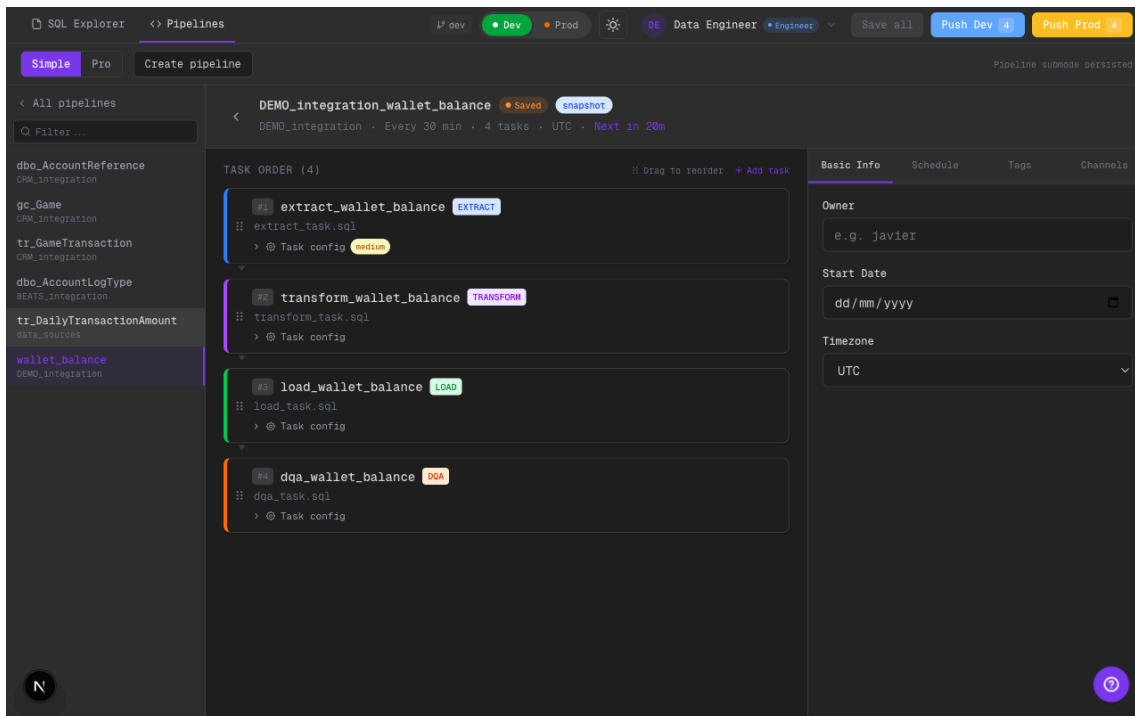 SQL Explorer
<> Pipelines
dev
Dev
Prod
DE
Data Engineer
Engineer
Save all
Push Dev 4
Push Prod 4
Simple
Pro
Create pipeline
Pipeline submode persisted
< All pipelines
Filter...
dbo_AccountReference
CRM_integration
gc_Game
CRM_integration
tr_GameTransaction
CRM_integration
dbo_AccountLogType
BEATS_integration
tr_DailyTransactionAmount
data_sources
wallet_balance
DEMO_integration
DEMO_integration_wallet_balance
Saved
snapshot
DEMO_integration · Every 30 min · 4 tasks · UTC · Next in 20m
TASK ORDER (4)
Drag to reorder
+ Add task
#1 extract_wallet_balance EXTRACT
extract_task.sql
> Task config medium
#2 transform_wallet_balance TRANSFORM
transform_task.sql
> Task config
#3 load_wallet_balance LOAD
load_task.sql
> Task config
#4 dqa_wallet_balance DQA
dqa_task.sql
> Task config
Basic Info
Schedule
Tags
Channels
Owner
e.g. javier
Start Date
dd/mm/yyyy
Timezone
UTC
N
?